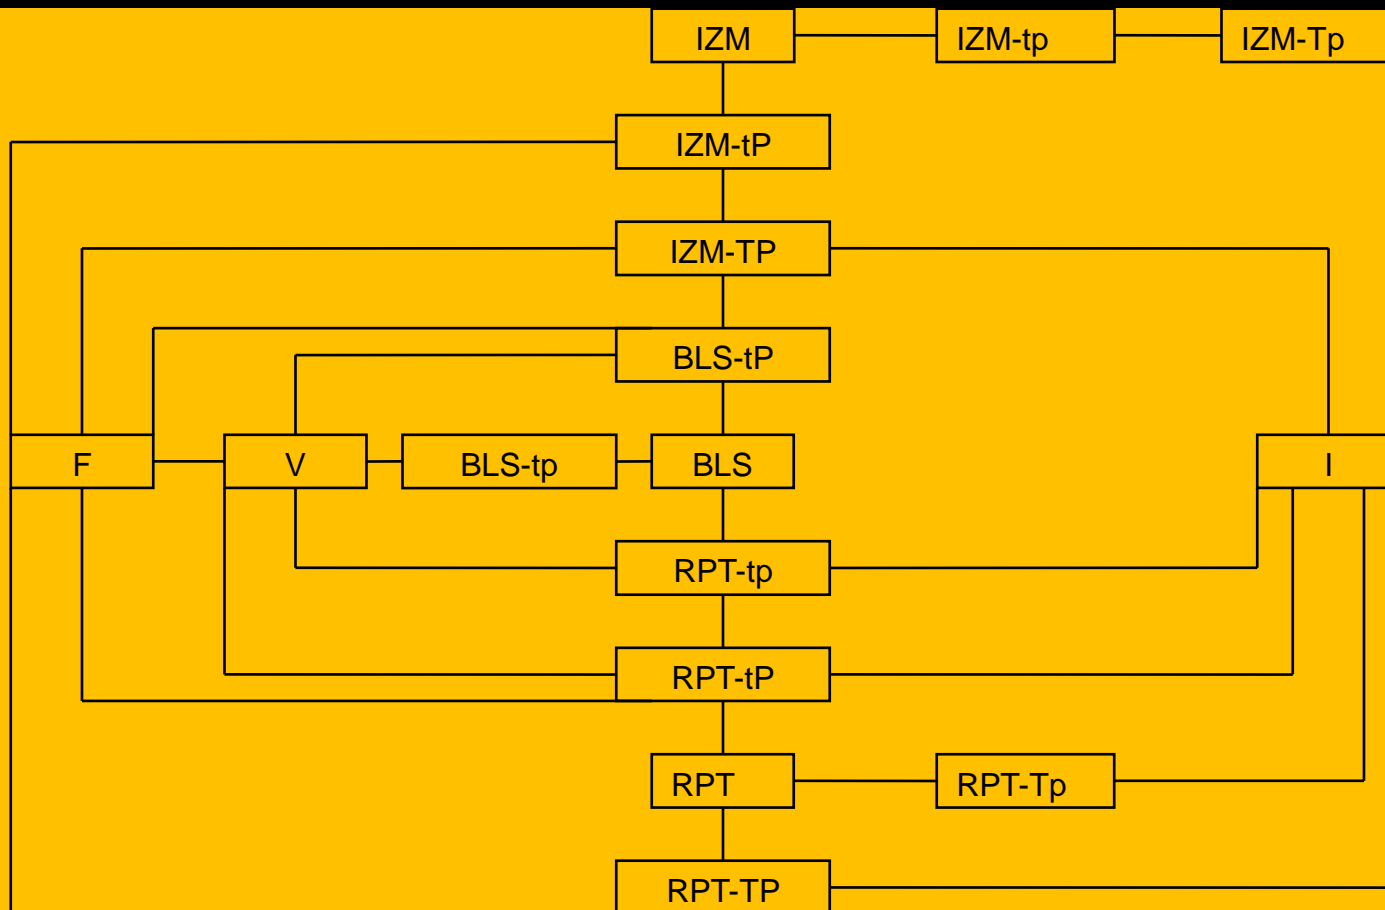 IZM
IZM-tp
IZM-Tp
IZM-tP
IZM-TP
BLS-tP
F
V
BLS-tp
BLS
I
RPT-tp
RPT-tP
RPT
RPT-Tp
RPT-TP